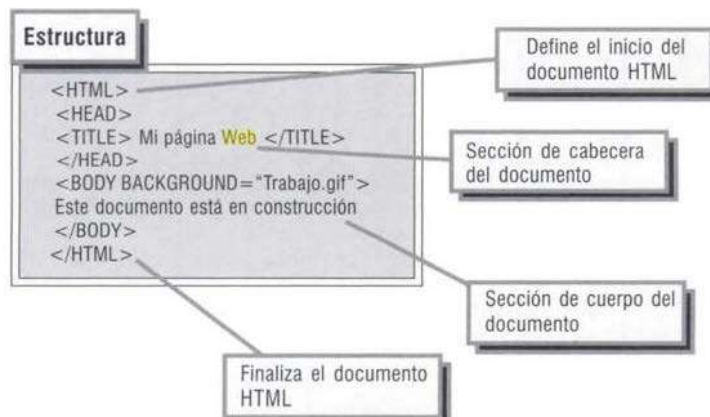 Estructura
<HTML>
<HEAD>
<TITLE> Mi página Web </TITLE>
</HEAD>
<BODY BACKGROUND="Trabajo.gif">
Este documento está en construcción
</BODY>
</HTML>
Define el inicio del
documento HTML
Sección de cabecera
del documento
Sección de cuerpo del
documento
Finaliza el documento
HTML